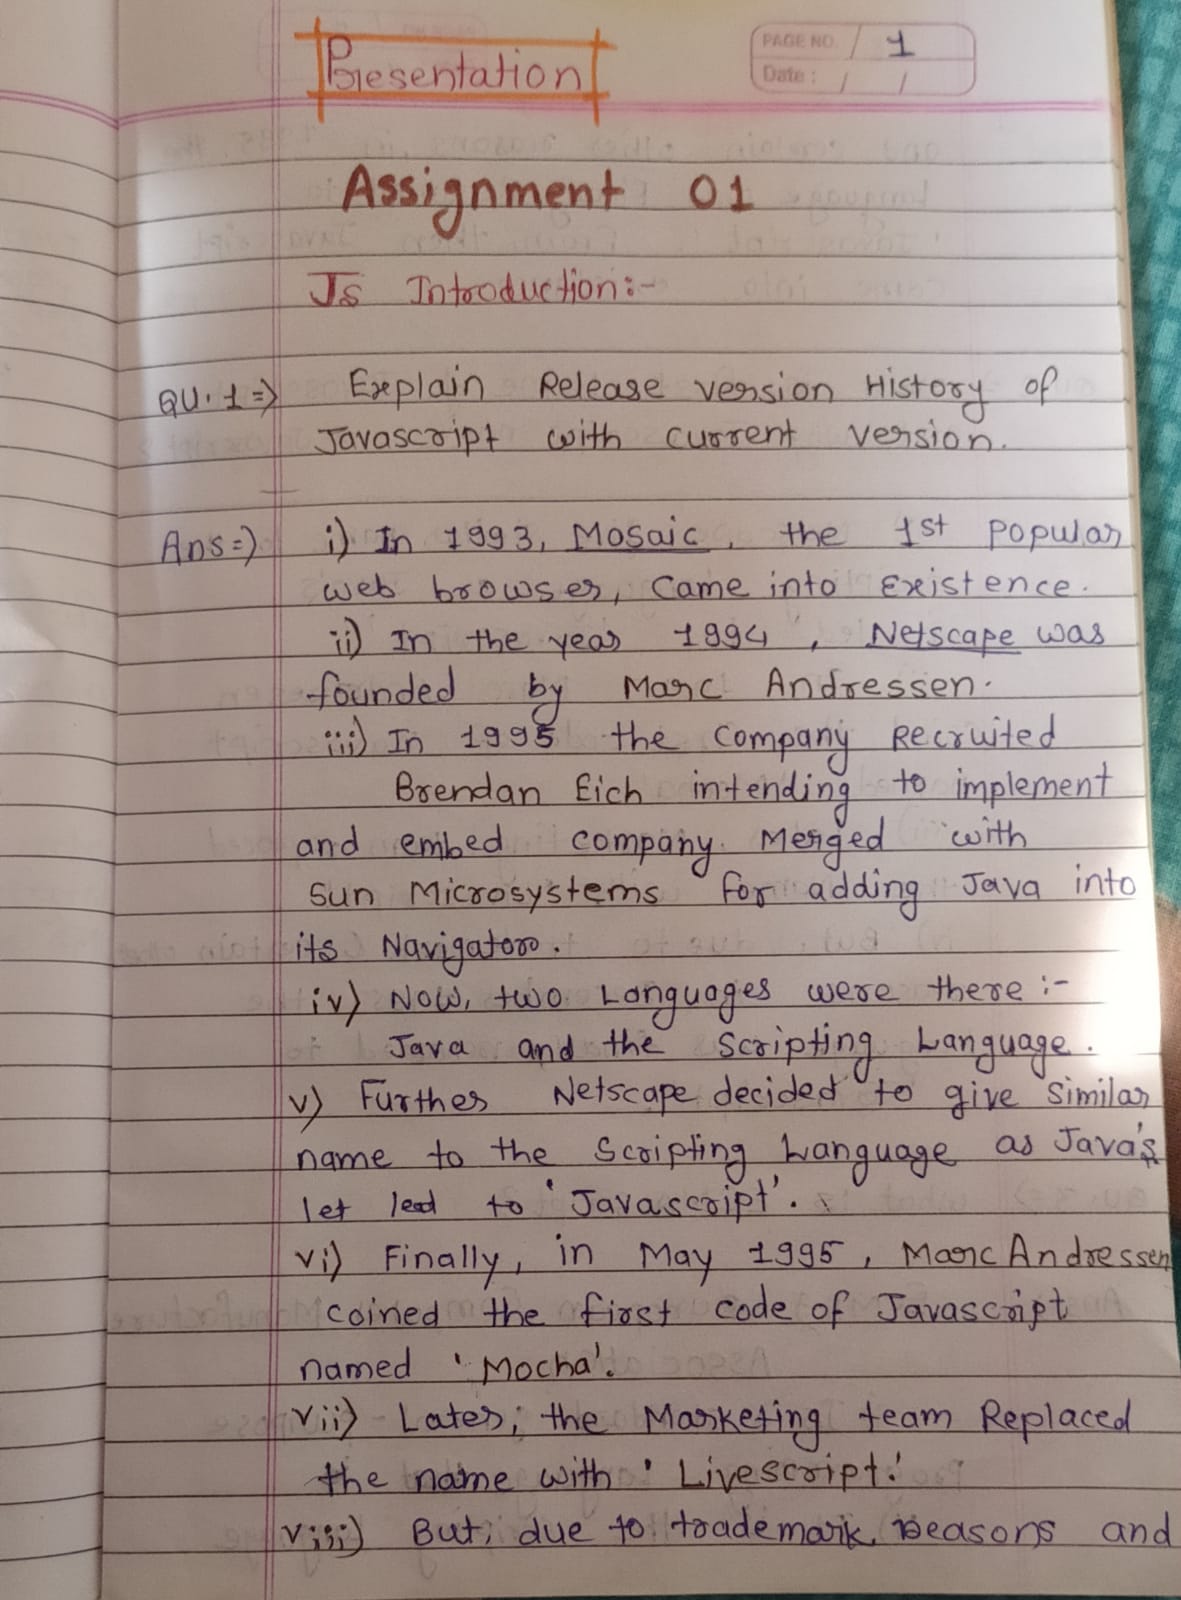 Presentation
PAGE NO. / 1
Date : / /
Assignment 01
Js Introduction:-
QU. 1 => Explain Release version History of
Javascript with current version.
Ans => i) In 1993, Mosaic, the 1st popular
web browser, came into Existence.
ii) In the year 1994, Netscape was
founded by Marc Andressen.
iii) In 1995 the company Recruited
Brendan Eich intending to implement
and embed company. Merged with
Sun Microsystems for adding Java into
its Navigator.
iv) Now, two Languages were there :-
Java and the Scripting Language.
v) Further Netscape decided to give Similar
name to the Scripting Language as Java's
let lead to 'Javascript'.
vi) Finally, in May 1995, Marc Andressen
coined the first code of Javascript
named 'Mocha'.
vii) Later, the Marketing team Replaced
the name with 'Livescript.'
viii) But, due to trademark reasons and